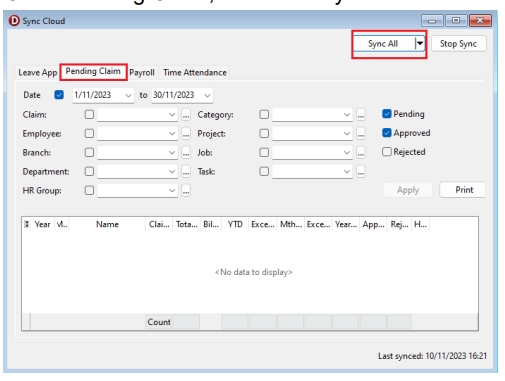 Sync Cloud
Sync All Stop Sync
Leave App Pending Claim Payroll Time Attendance
Date 1/11/2023 to 30/11/2023
Claim: ... Category: ... Pending
Employee: ... Project: ... Approved
Branch: ... Job: ... Rejected
Department: ... Task: ...
HR Group: ... Apply Print
Year M.. Name Clai... Tota... Bil... YTD Exce... Mth... Exce... Year... App... Rej... H...
<No data to display>
Count
Last synced: 10/11/2023 16:21